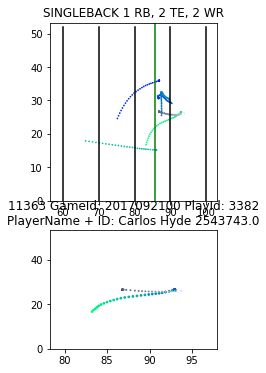 SINGLEBACK 1 RB, 2 TE, 2 WR
50
40
30
20
10
0
60 70 80 90 100
11363 GameId: 2017092100 PlayId: 3382
PlayerName + ID: Carlos Hyde 2543743.0
40
20
0
80 85 90 95